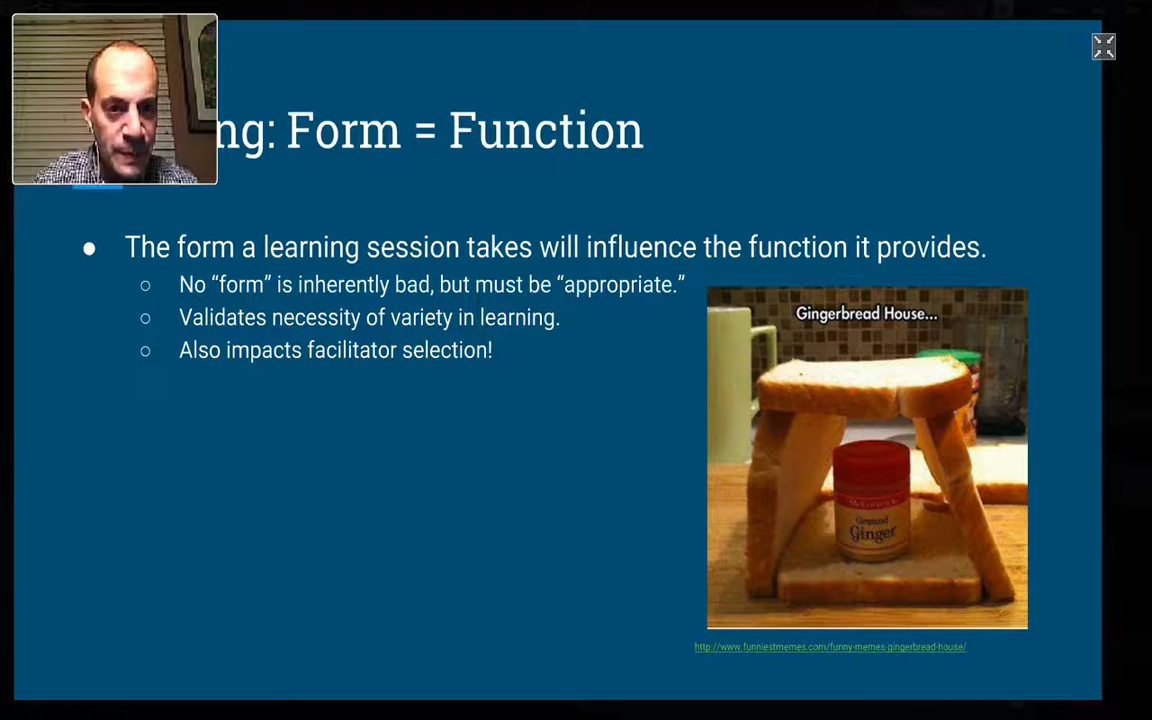 ng: Form = Function
● The form a learning session takes will influence the function it provides.
○ No “form” is inherently bad, but must be “appropriate.”
○ Validates necessity of variety in learning.
○ Also impacts facilitator selection!
Gingerbread House...
Ground
Ginger
http://www.funniestmemes.com/funny-memes-gingerbread-house/